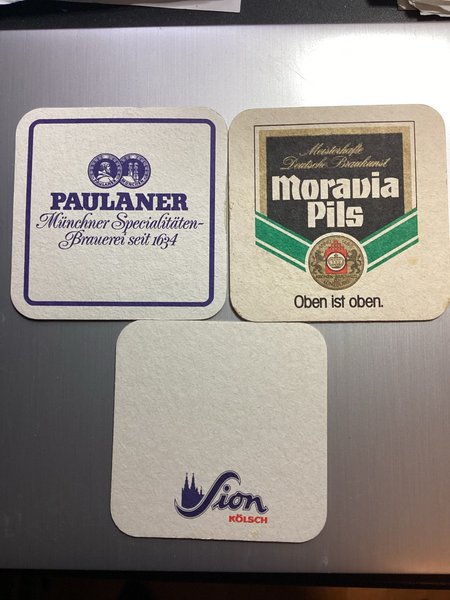 PAULANER
Münchner Specialitäten-
Brauerei seit 1634
Meisterhafte
Deutsche Braukunst
Moravia
Pils
Oben ist oben.
Sion
KÖLSCH